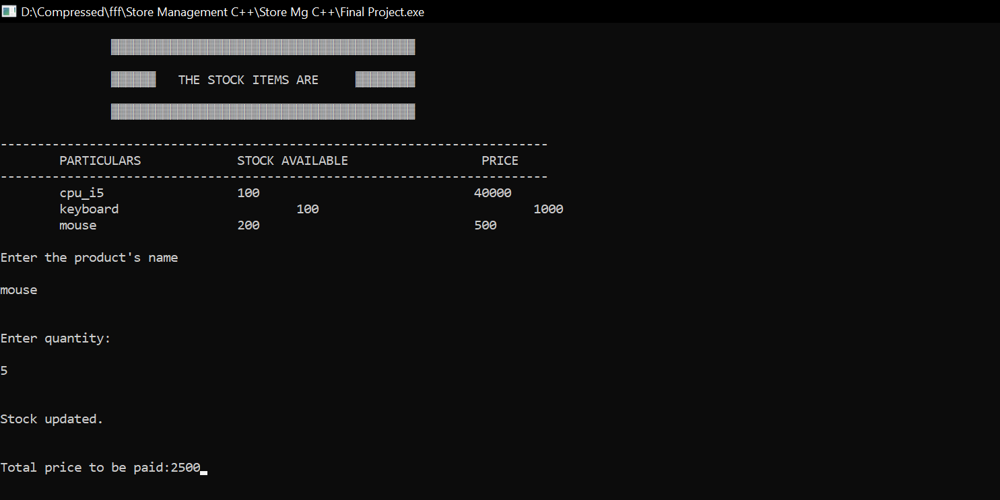 D:\Compressed\fff\Store Management C++\Store Mg C++\Final Project.exe
THE STOCK ITEMS ARE
--------------------------------------------------------------------------
PARTICULARS STOCK AVAILABLE PRICE
--------------------------------------------------------------------------
cpu_i5 100 40000
keyboard 100 1000
mouse 200 500
Enter the product's name
mouse
Enter quantity:
5
Stock updated.
Total price to be paid:2500